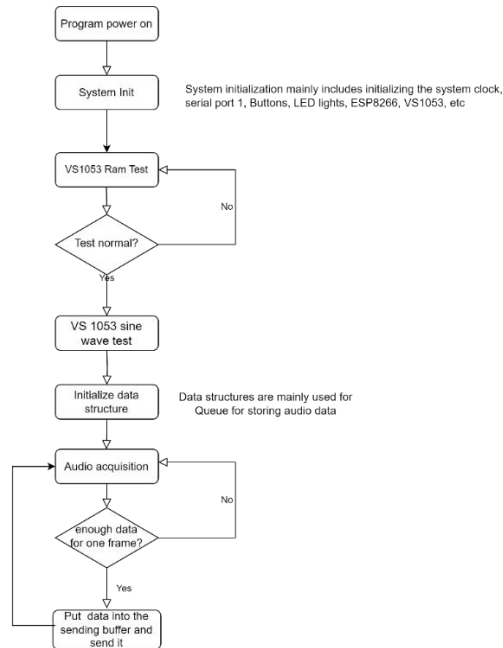 Program power on
System Init
System initialization mainly includes initializing the system clock,
serial port 1, Buttons, LED lights, ESP8266, VS1053, etc
VS1053 Ram Test
No
Test normal?
Yes
VS 1053 sine
wave test
Initialize data
structure
Data structures are mainly used for
Queue for storing audio data
Audio acquisition
No
enough data
for one frame?
Yes
Put data into the
sending buffer and
send it